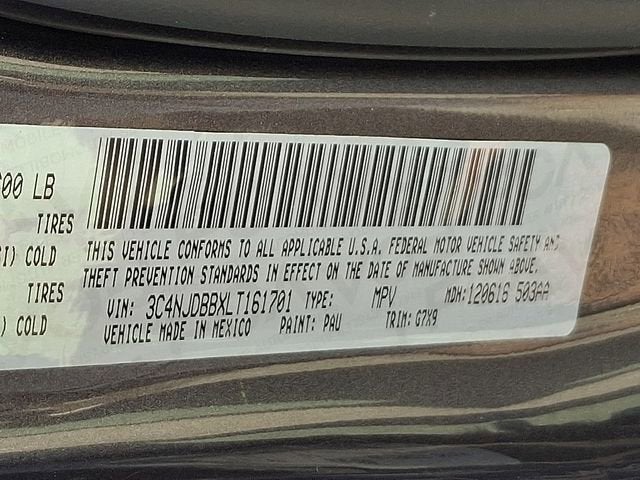 00 LB
TIRES
I) COLD
TIRES
) COLD
THIS VEHICLE CONFORMS TO ALL APPLICABLE U.S.A. FEDERAL MOTOR VEHICLE SAFETY AND
THEFT PREVENTION STANDARDS IN EFFECT ON THE DATE OF MANUFACTURE SHOWN ABOVE.
VIN: 3C4NJDBBXLT161701 TYPE: MPV MDH:120616 503AA
VEHICLE MADE IN MEXICO PAINT: PAU TRIM: G7X9